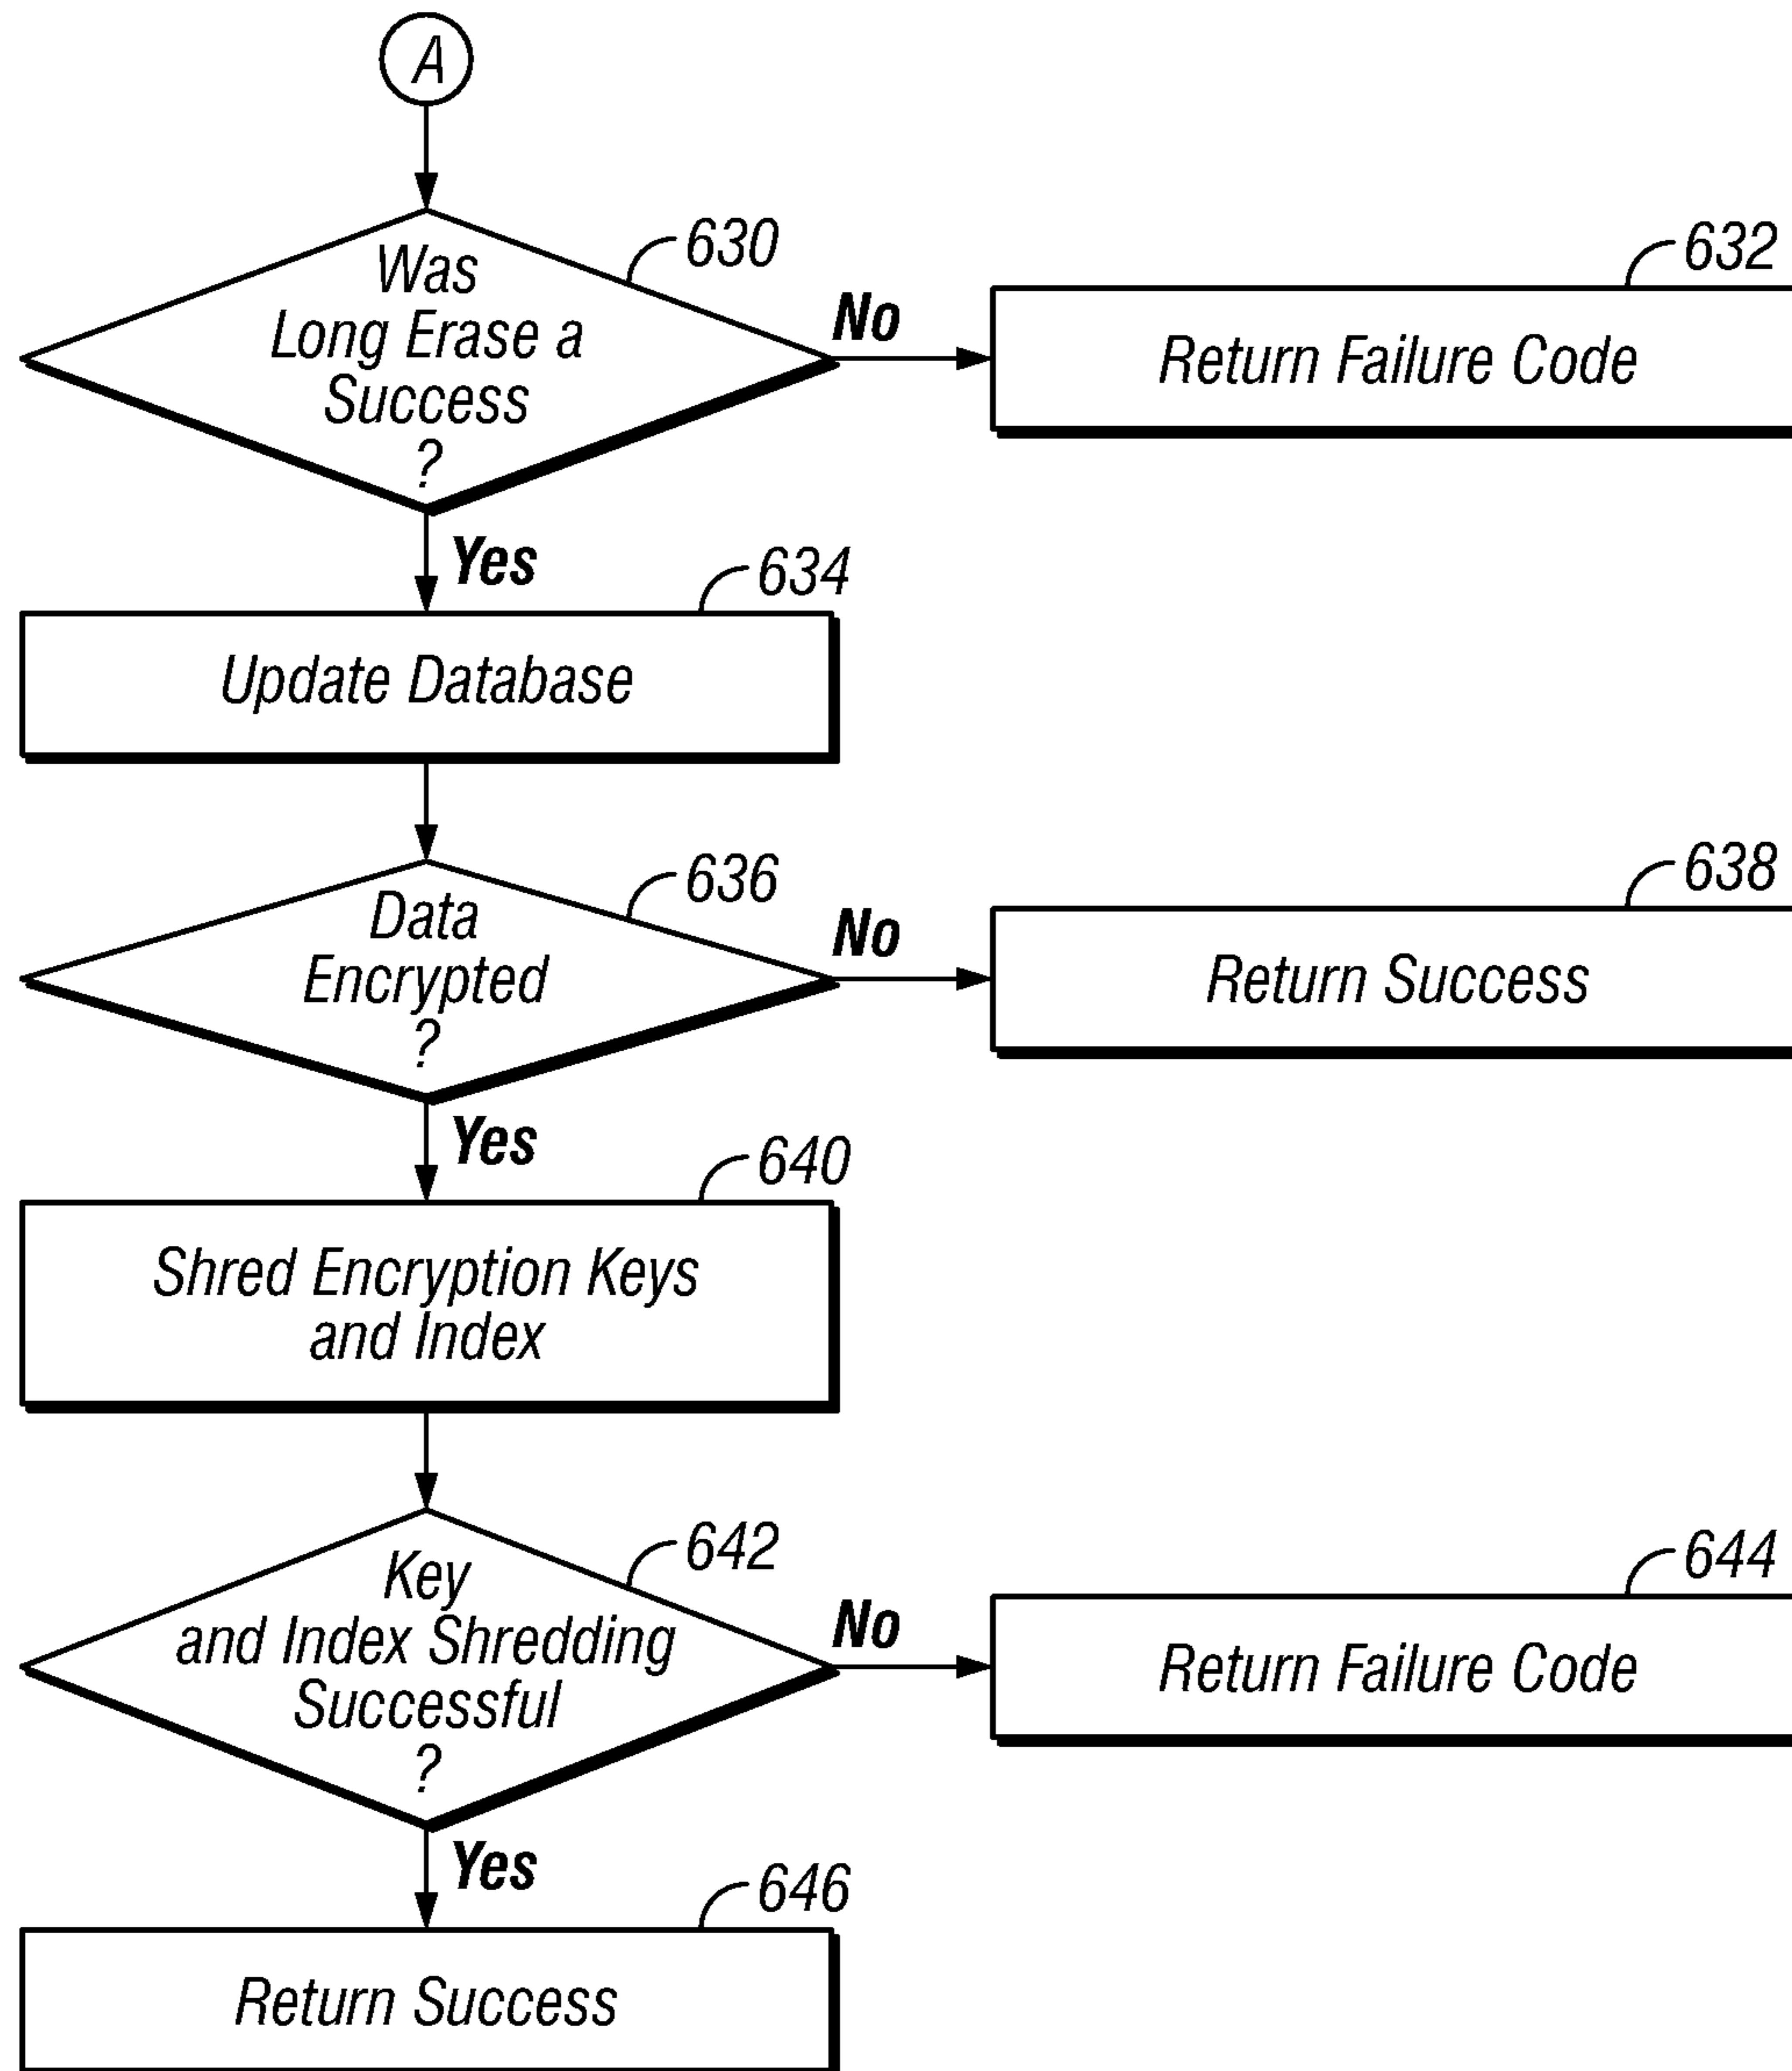 A
630
Was
Long Erase a
Success
?
No
632
Return Failure Code
Yes
634
Update Database
636
Data
Encrypted
?
No
638
Return Success
Yes
640
Shred Encryption Keys
and Index
642
Key
and Index Shredding
Successful
?
No
644
Return Failure Code
Yes
646
Return Success